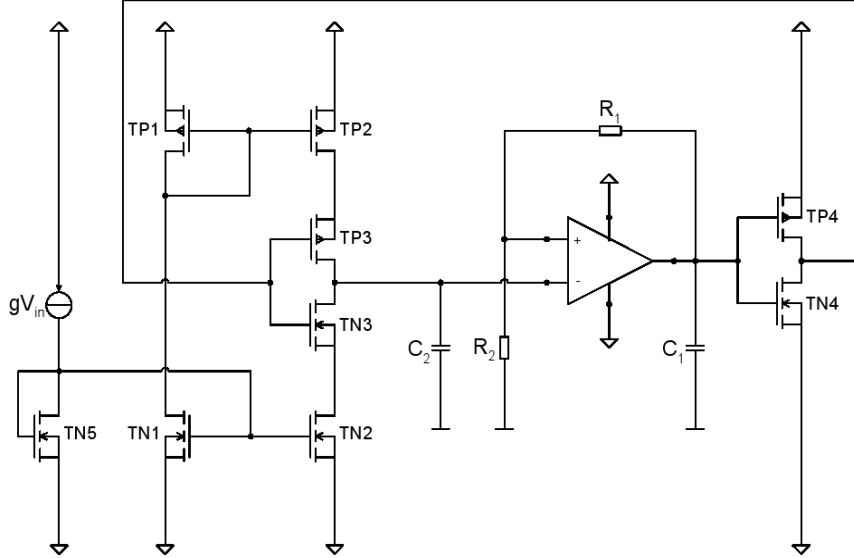 R₁
TP1
TP2
TP3
TP4
+
-
gVᵢₙ
TN3
TN4
C₂
R₂
C₁
TN5
TN1
TN2